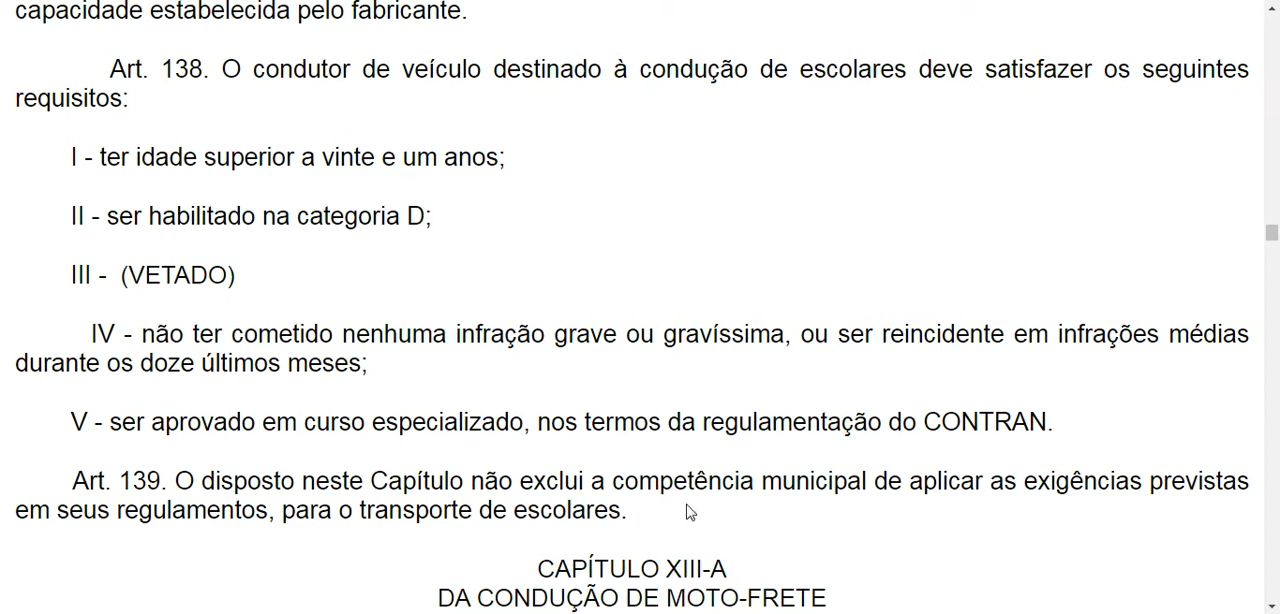 capacidade estabelecida pelo fabricante.
Art. 138. O condutor de veículo destinado à condução de escolares deve satisfazer os seguintes
requisitos:
I - ter idade superior a vinte e um anos;
II - ser habilitado na categoria D;
III - (VETADO)
IV - não ter cometido nenhuma infração grave ou gravíssima, ou ser reincidente em infrações médias
durante os doze últimos meses;
V - ser aprovado em curso especializado, nos termos da regulamentação do CONTRAN.
Art. 139. O disposto neste Capítulo não exclui a competência municipal de aplicar as exigências previstas
em seus regulamentos, para o transporte de escolares.
CAPÍTULO XIII-A
DA CONDUÇÃO DE MOTO-FRETE